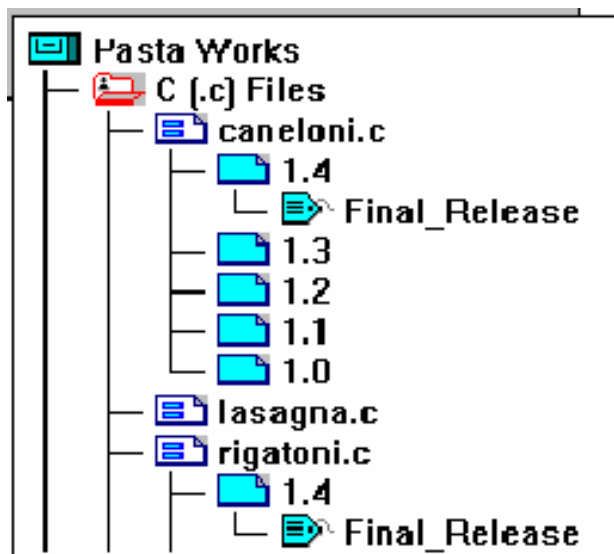 Pasta Works
C (.c) Files
caneloni.c
1.4
Final_Release
1.3
1.2
1.1
1.0
lasagna.c
rigatoni.c
1.4
Final_Release